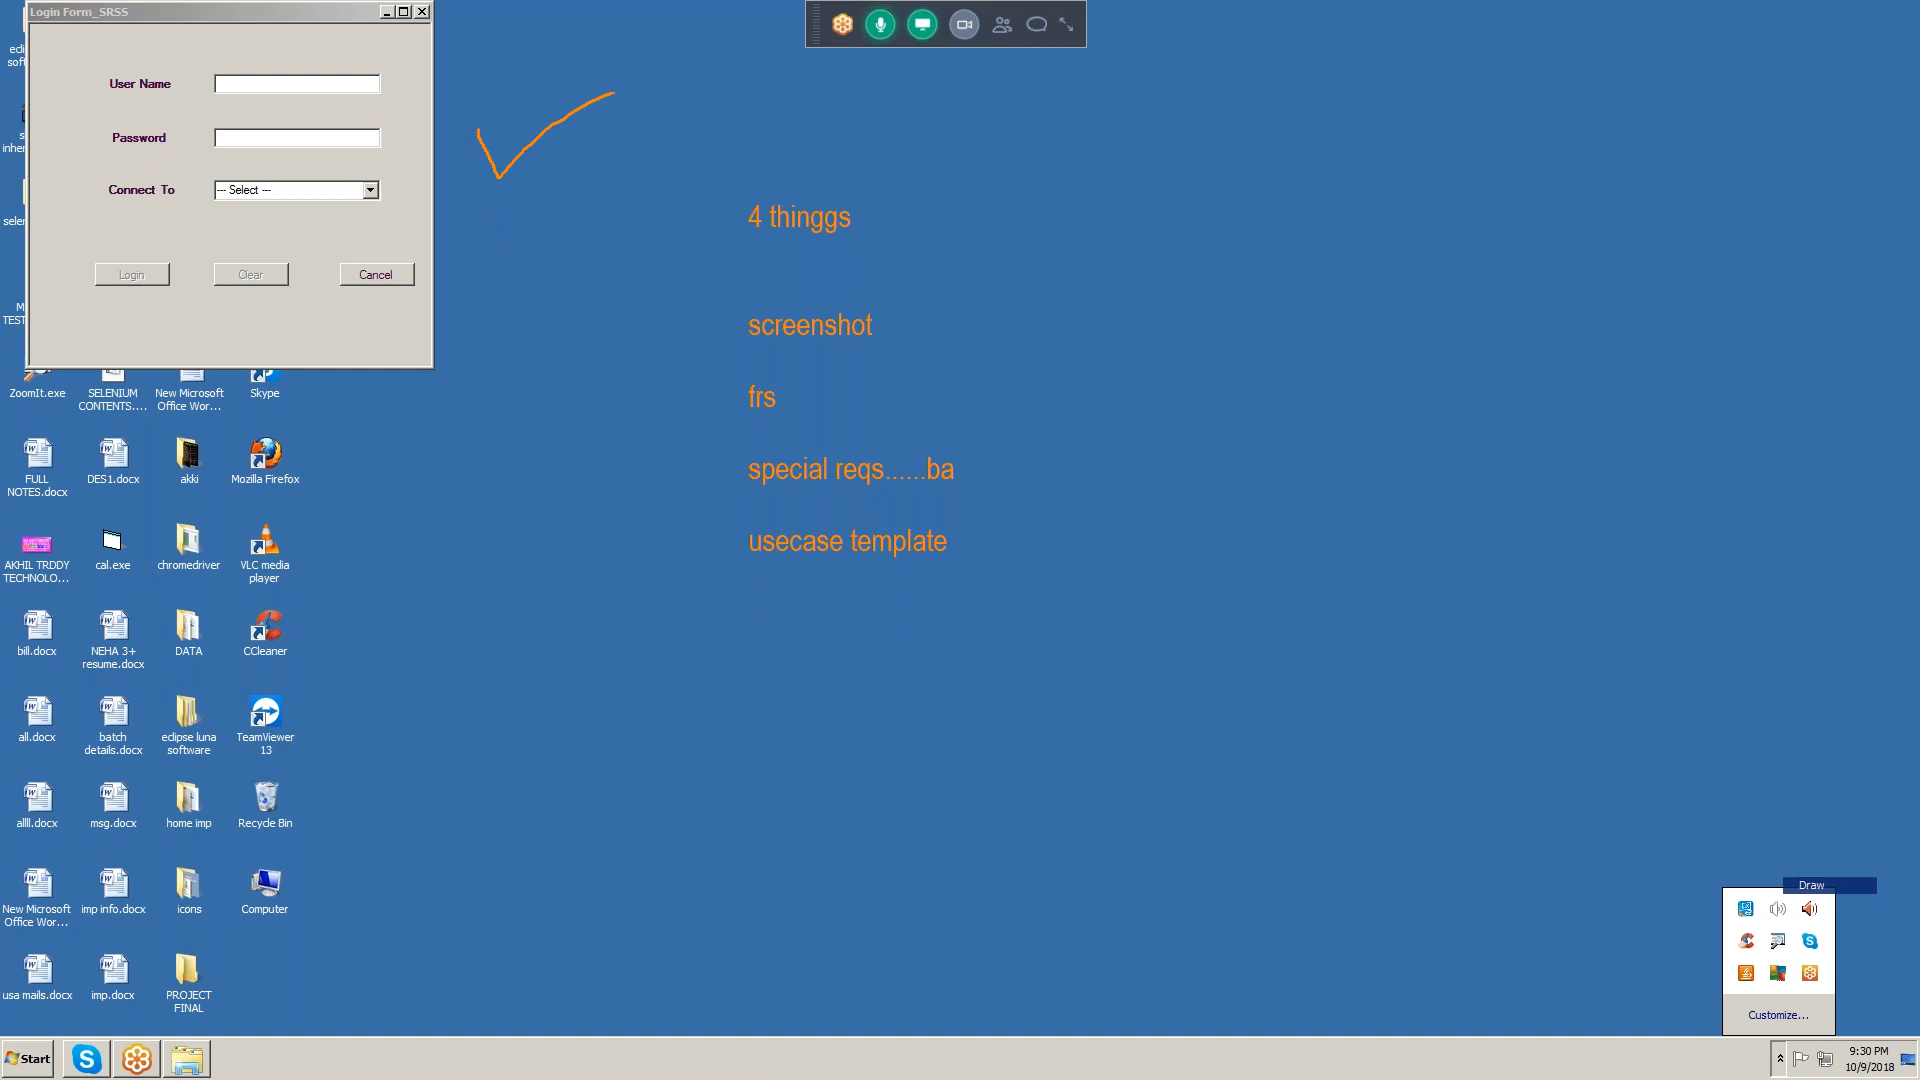 Login Form_SRSS
User Name
Password
Connect To
--- Select ---
Login
Clear
Cancel
4 thinggs
screenshot
frs
special reqs......ba
usecase template
ZoomIt.exe
SELENIUM
CONTENTS....
New Microsoft
Office Wor...
Skype
FULL
NOTES.docx
DES1.docx
akki
Mozilla Firefox
AKHIL TRDDY
TECHNOLO...
cal.exe
chromedriver
VLC media
player
bill.docx
NEHA 3+
resume.docx
DATA
CCleaner
all.docx
batch
details.docx
eclipse luna
software
TeamViewer
13
allll.docx
msg.docx
home imp
Recycle Bin
New Microsoft
Office Wor...
imp info.docx
icons
Computer
usa mails.docx
imp.docx
PROJECT
FINAL
Draw
Customize...
Start
9:30 PM
10/9/2018